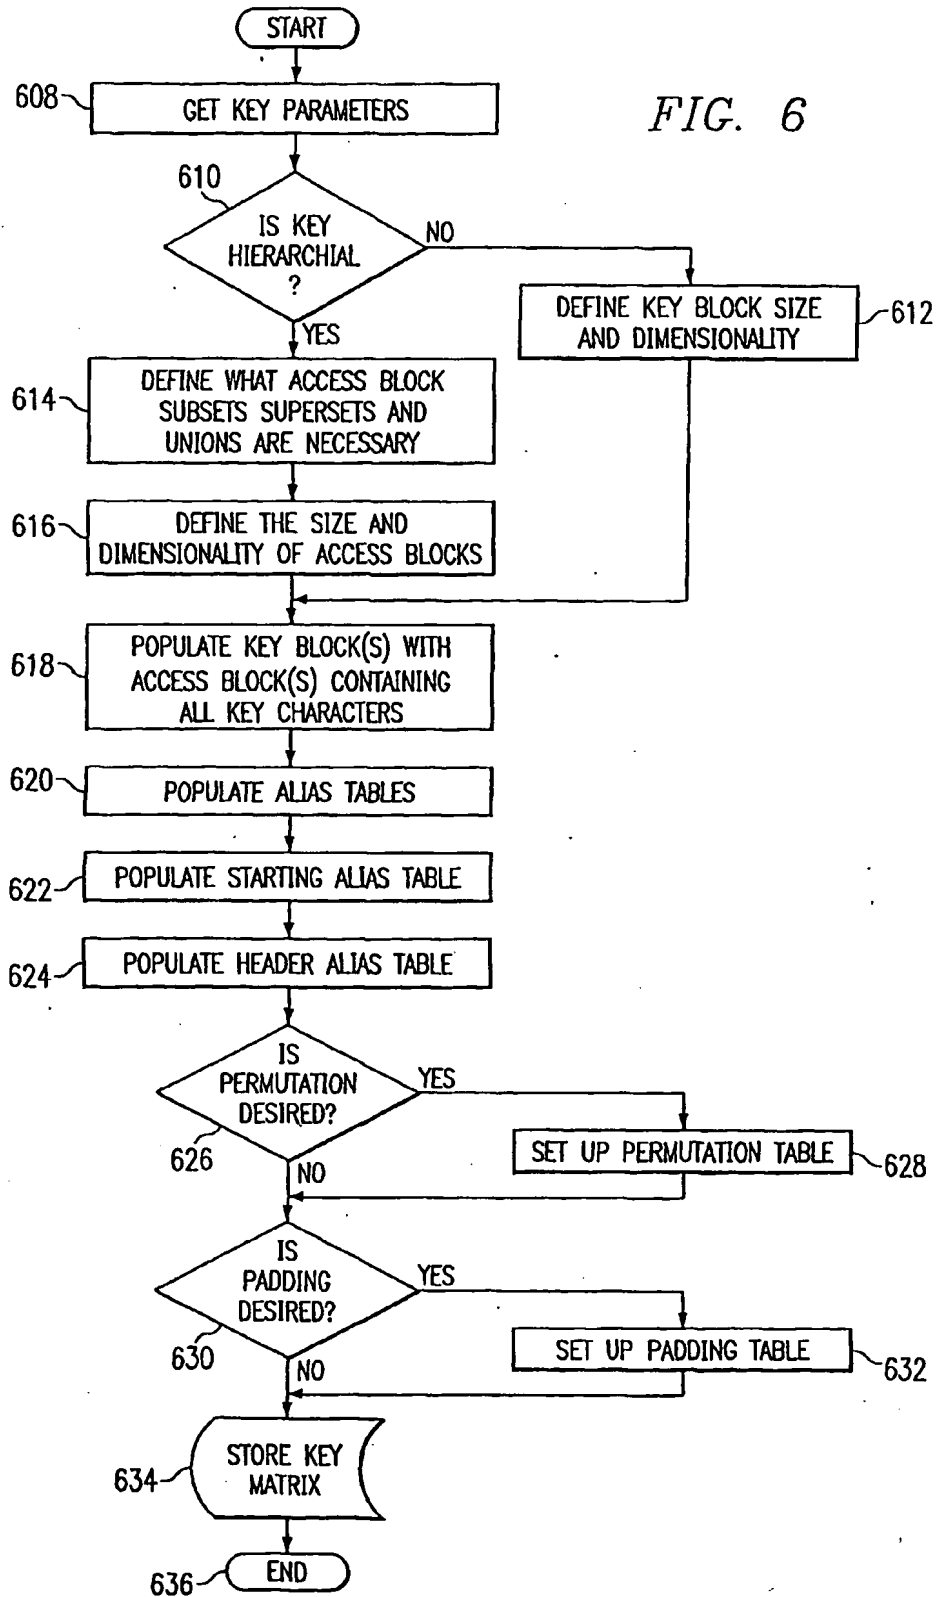 START
608
GET KEY PARAMETERS
FIG. 6
610
IS KEY
HIERARCHIAL
?
NO
YES
DEFINE KEY BLOCK SIZE
AND DIMENSIONALITY
612
614
DEFINE WHAT ACCESS BLOCK
SUBSETS SUPERSETS AND
UNIONS ARE NECESSARY
616
DEFINE THE SIZE AND
DIMENSIONALITY OF ACCESS BLOCKS
618
POPULATE KEY BLOCK(S) WITH
ACCESS BLOCK(S) CONTAINING
ALL KEY CHARACTERS
620
POPULATE ALIAS TABLES
622
POPULATE STARTING ALIAS TABLE
624
POPULATE HEADER ALIAS TABLE
IS
PERMUTATION
DESIRED?
626
YES
NO
SET UP PERMUTATION TABLE
628
IS
PADDING
DESIRED?
630
YES
NO
SET UP PADDING TABLE
632
STORE KEY
MATRIX
634
END
636